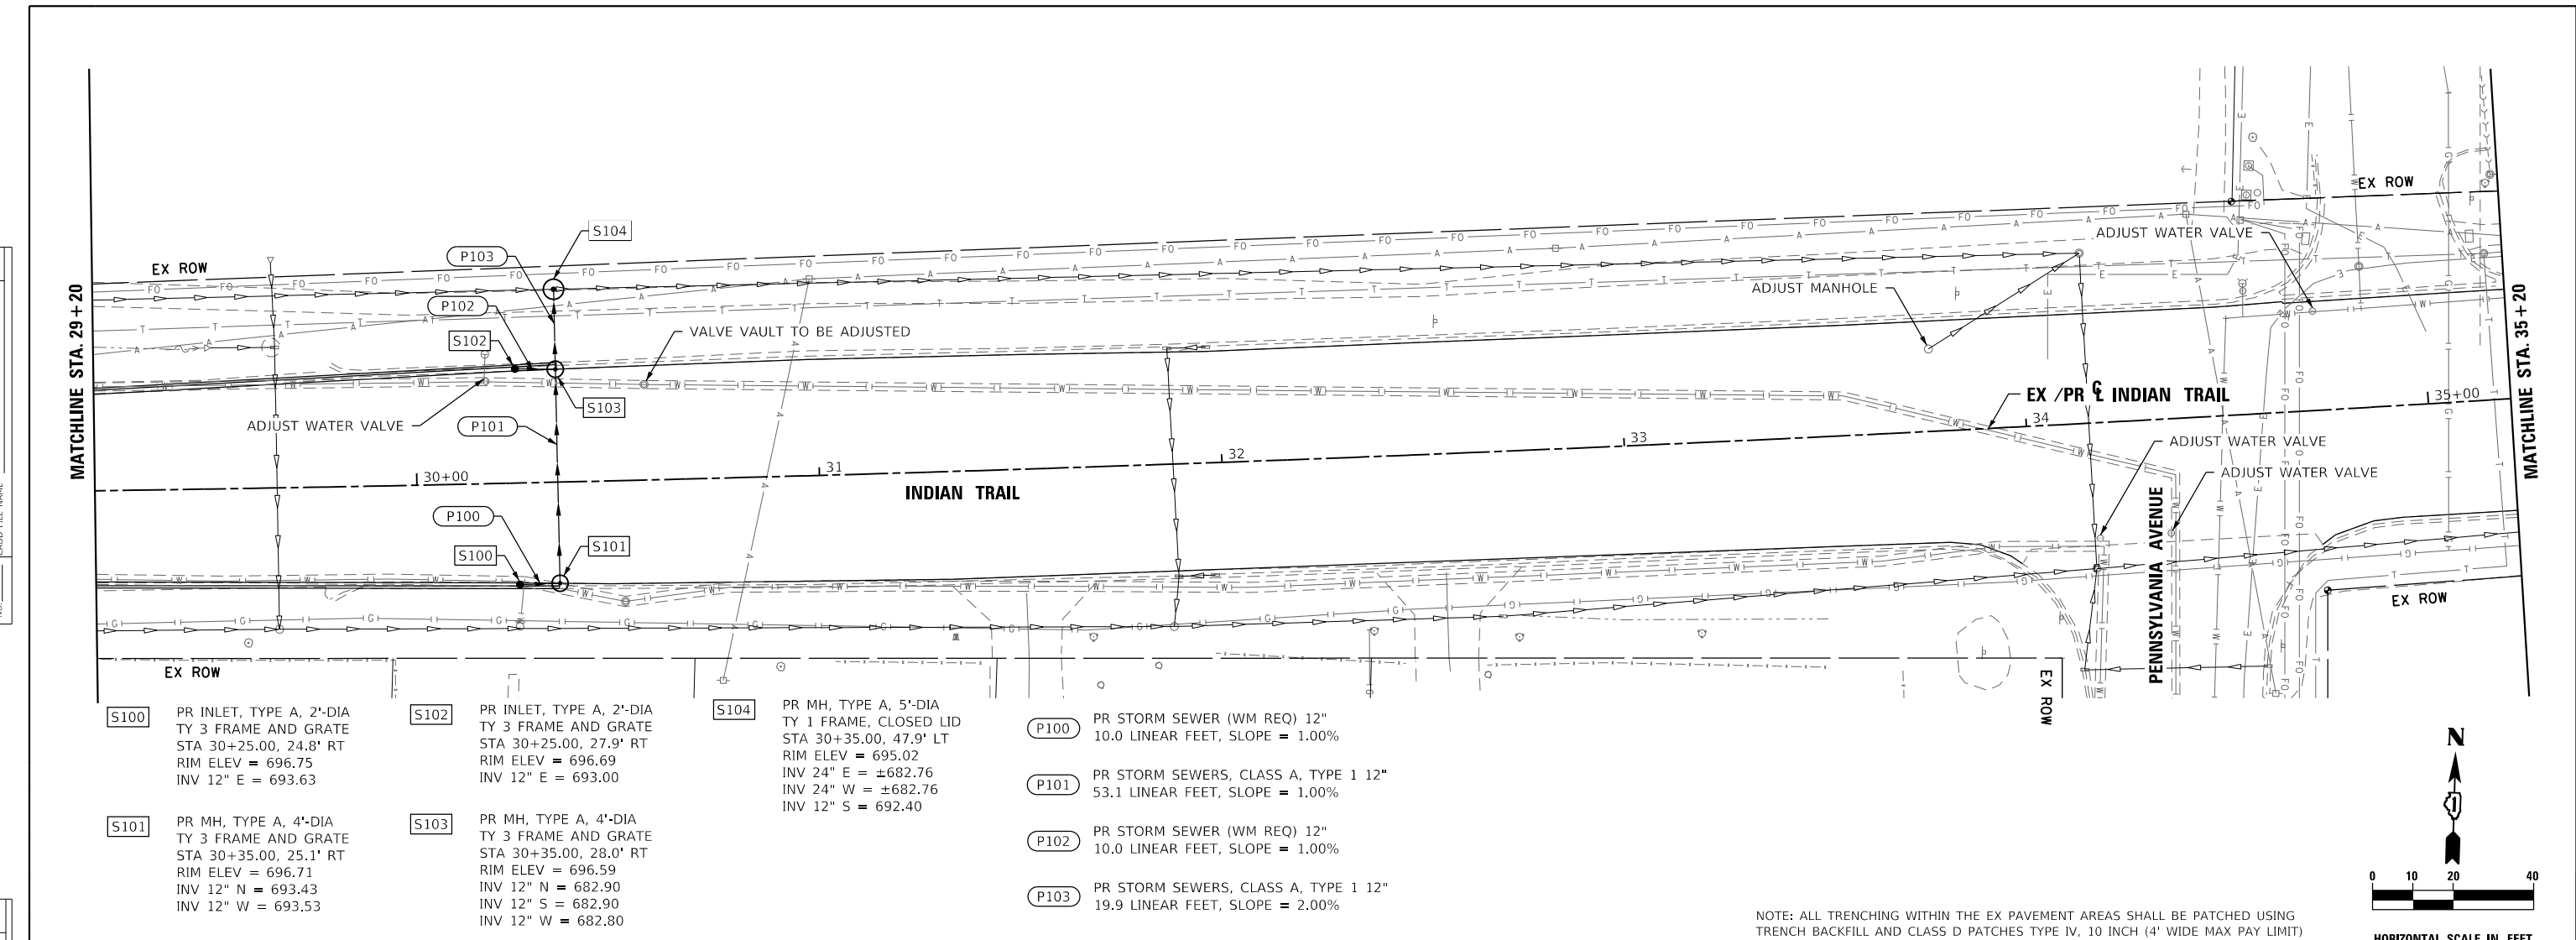 MATCHLINE STA. 29+20
EX ROW
P103
S104
P102
S102
VALVE VAULT TO BE ADJUSTED
ADJUST WATER VALVE
P101
S103
30+00
31
32
33
34
35+00
INDIAN TRAIL
EX /PR ℄ INDIAN TRAIL
ADJUST MANHOLE
ADJUST WATER VALVE
EX ROW
MATCHLINE STA. 35+20
ADJUST WATER VALVE
ADJUST WATER VALVE
PENNSYLVANIA AVENUE
P100
S100
S101
EX ROW
EX ROW
EX ROW
S100
PR INLET, TYPE A, 2'-DIA
TY 3 FRAME AND GRATE
STA 30+25.00, 24.8' RT
RIM ELEV = 696.75
INV 12" E = 693.63
S101
PR MH, TYPE A, 4'-DIA
TY 3 FRAME AND GRATE
STA 30+35.00, 25.1' RT
RIM ELEV = 696.71
INV 12" N = 693.43
INV 12" W = 693.53
S102
PR INLET, TYPE A, 2'-DIA
TY 3 FRAME AND GRATE
STA 30+25.00, 27.9' RT
RIM ELEV = 696.69
INV 12" E = 693.00
S103
PR MH, TYPE A, 4'-DIA
TY 3 FRAME AND GRATE
STA 30+35.00, 28.0' RT
RIM ELEV = 696.59
INV 12" N = 682.90
INV 12" S = 682.90
INV 12" W = 682.80
S104
PR MH, TYPE A, 5'-DIA
TY 1 FRAME, CLOSED LID
STA 30+35.00, 47.9' LT
RIM ELEV = 695.02
INV 24" E = ±682.76
INV 24" W = ±682.76
INV 12" S = 692.40
P100
PR STORM SEWER (WM REQ) 12"
10.0 LINEAR FEET, SLOPE = 1.00%
P101
PR STORM SEWERS, CLASS A, TYPE 1 12"
53.1 LINEAR FEET, SLOPE = 1.00%
P102
PR STORM SEWER (WM REQ) 12"
10.0 LINEAR FEET, SLOPE = 1.00%
P103
PR STORM SEWERS, CLASS A, TYPE 1 12"
19.9 LINEAR FEET, SLOPE = 2.00%
N
0 10 20 40
HORIZONTAL SCALE IN FEET
NOTE: ALL TRENCHING WITHIN THE EX PAVEMENT AREAS SHALL BE PATCHED USING
TRENCH BACKFILL AND CLASS D PATCHES TYPE IV, 10 INCH (4' WIDE MAX PAY LIMIT)